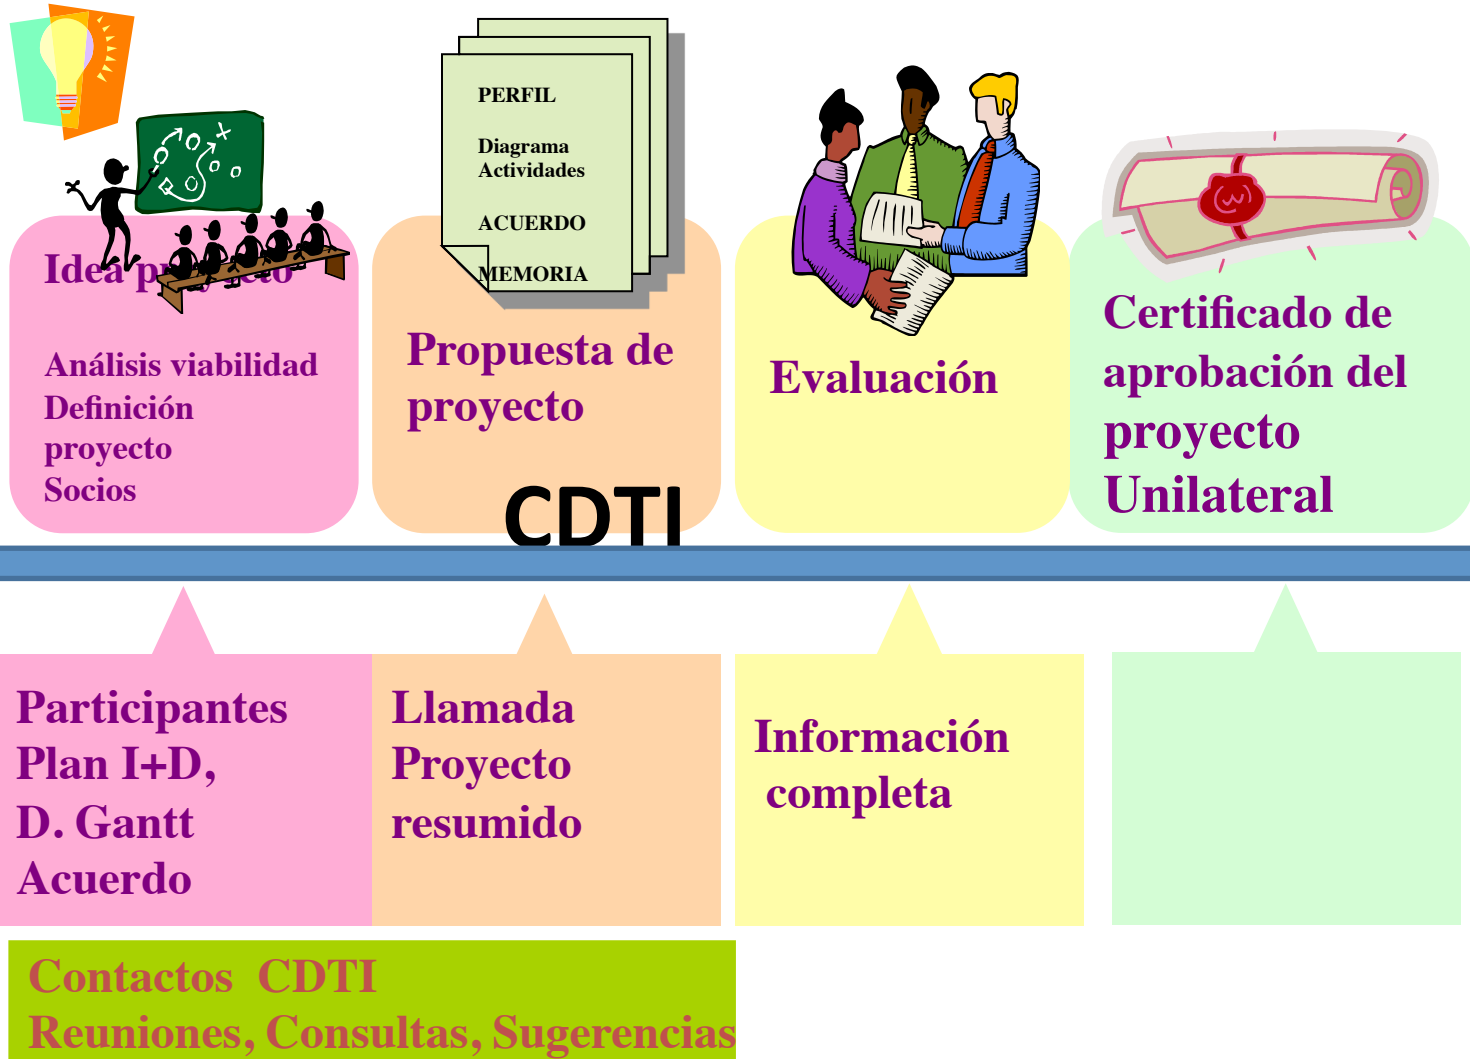 Idea proyecto
Análisis viabilidad
Definición
proyecto
Socios
PERFIL
Diagrama
Actividades
ACUERDO
MEMORIA
Propuesta de
proyecto
CDTI
Evaluación
Certificado de
aprobación del
proyecto
Unilateral
Participantes
Plan I+D,
D. Gantt
Acuerdo
Llamada
Proyecto
resumido
Información
completa
Contactos CDTI
Reuniones, Consultas, Sugerencias